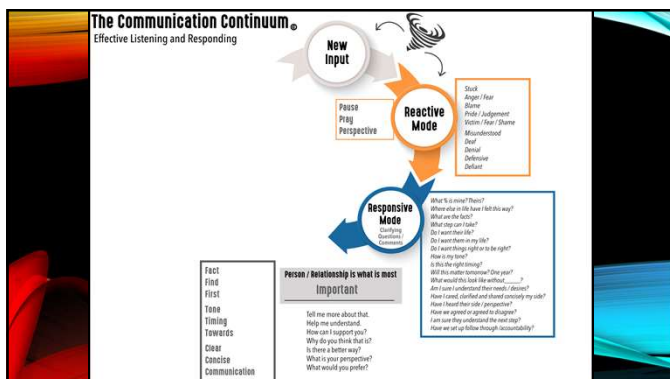 The Communication Continuum
Effective Listening and Responding
New
Input
Reactive
Mode
Pause
Pray
Perspective
Stuck
Anger / Fear
Blame
Pride / Judgement
Victim / Fear / Shame
Misunderstood
Deaf
Denial
Defensive
Defiant
Responsive
Mode
Clarifying
Questions /
Comments
What % is mine? Theirs?
Where else in life have I felt this way?
What are the facts?
What step can I take?
Do I want their life?
Do I want them in my life?
Do I want things right or to be right?
How is my tone?
Is this the right timing?
Will this matter tomorrow? One year?
What would this look like without_____?
Am I sure I understand their needs / desires?
Have I cared, clarified and shared concisely my side?
Have I heard their side / perspective?
Have we agreed or agreed to disagree?
I am sure they understand the next step?
Have we set up follow through /accountability?
Fact
Find
First
Tone
Timing
Towards
Clear
Concise
Communication
Person / Relationship is what is most
Important
Tell me more about that.
Help me understand.
How can I support you?
Why do you think that is?
Is there a better way?
What is your perspective?
What would you prefer?